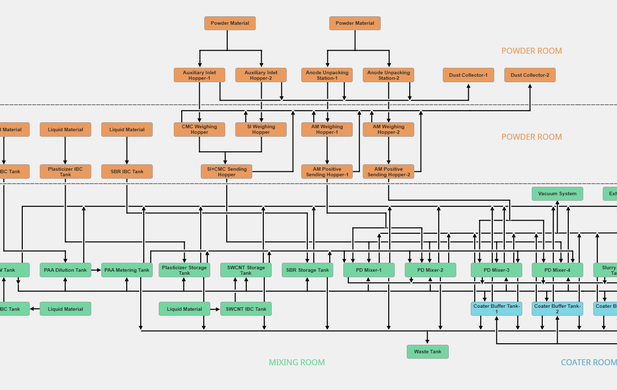 Powder Material
Powder Material
POWDER ROOM
Auxiliary Inlet
Hopper-1
Auxiliary Inlet
Hopper-2
Anode Unpacking
Station-1
Anode Unpacking
Station-2
Dust Collector-1
Dust Collector-2
Material
Liquid Material
Liquid Material
CMC Weighing
Hopper
SI Weighing
Hopper
AM Weighing
Hopper-1
AM Weighing
Hopper-2
POWDER ROOM
IBC Tank
Plasticizer IBC
Tank
SBR IBC Tank
SI+CMC Sending
Hopper
AM Positive
Sending Hopper-1
AM Positive
Sending Hopper-2
Vacuum System
Tank
PAA Dilution Tank
PAA Metering Tank
Plasticizer Storage
Tank
SWCNT Storage
Tank
SBR Storage Tank
PD Mixer-1
PD Mixer-2
PD Mixer-3
PD Mixer-4
Slurry
IBC Tank
Liquid Material
Liquid Material
SWCNT IBC Tank
Coater Buffer Tank-
1
Coater Buffer Tank-
2
Coater B
Waste Tank
MIXING ROOM
COATER ROOM